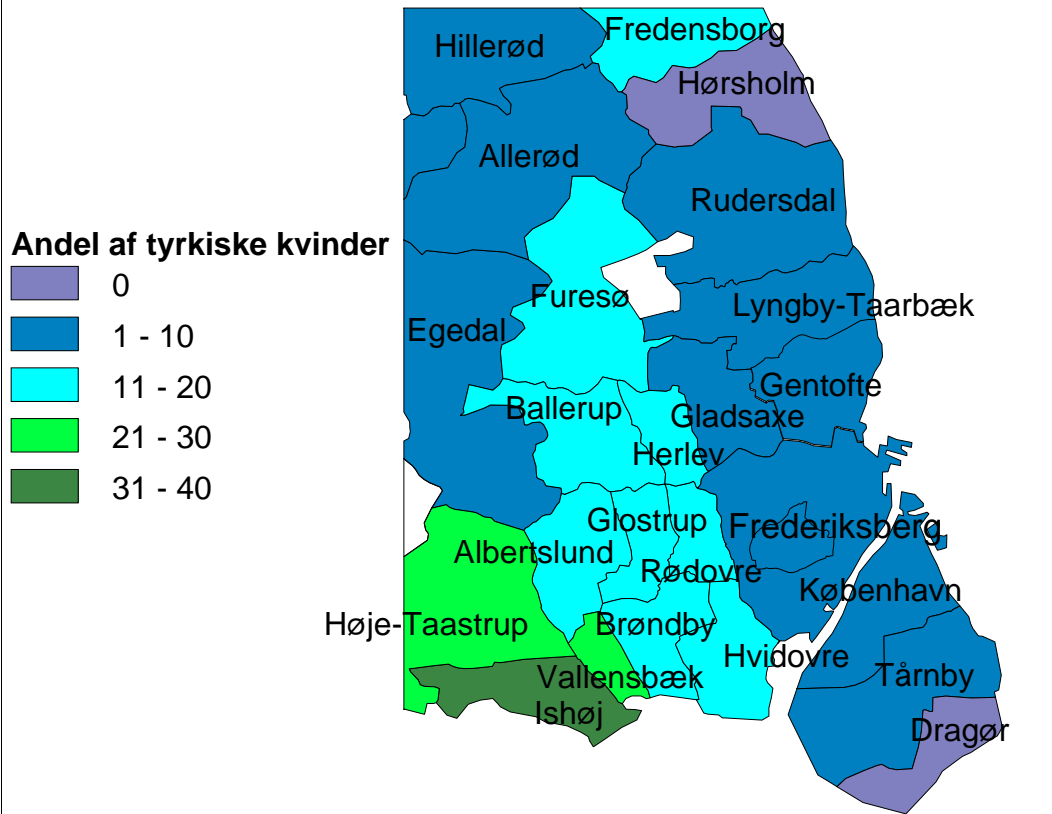 Hillerød
Fredensborg
Hørsholm
Allerød
Rudersdal
Andel af tyrkiske kvinder
0
1 - 10
11 - 20
21 - 30
31 - 40
Furesø
Lyngby-Taarbæk
Egedal
Gentofte
Ballerup
Gladsaxe
Herlev
Glostrup
Frederiksberg
Albertslund
Rødovre
København
Høje-Taastrup
Brøndby
Hvidovre
Vallensbæk
Tårnby
Ishøj
Dragør